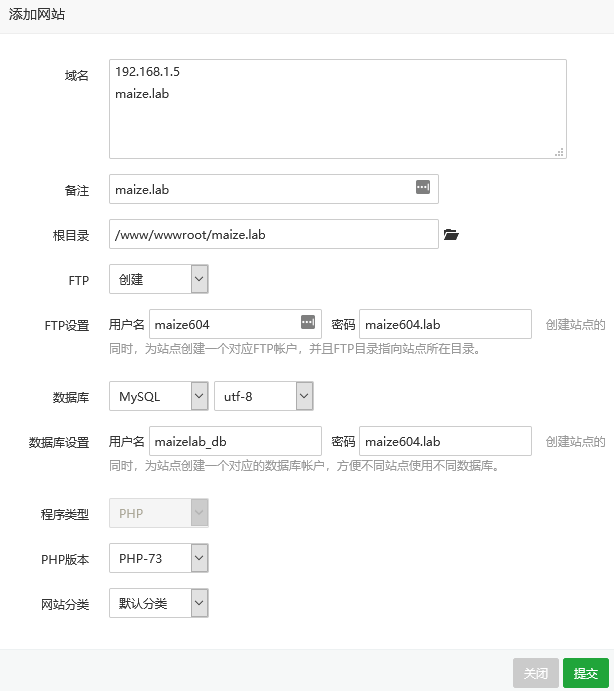 添加网站
域名
192.168.1.5
maize.lab
备注 maize.lab
根目录 /www/wwwroot/maize.lab
FTP 创建
FTP设置 用户名 maize604 密码 maize604.lab 创建站点的
同时，为站点创建一个对应FTP帐户，并且FTP目录指向站点所在目录。
数据库 MySQL utf-8
数据库设置 用户名 maizelab_db 密码 maize604.lab 创建站点的
同时，为站点创建一个对应的数据库帐户，方便不同站点使用不同数据库。
程序类型 PHP
PHP版本 PHP-73
网站分类 默认分类
关闭 提交